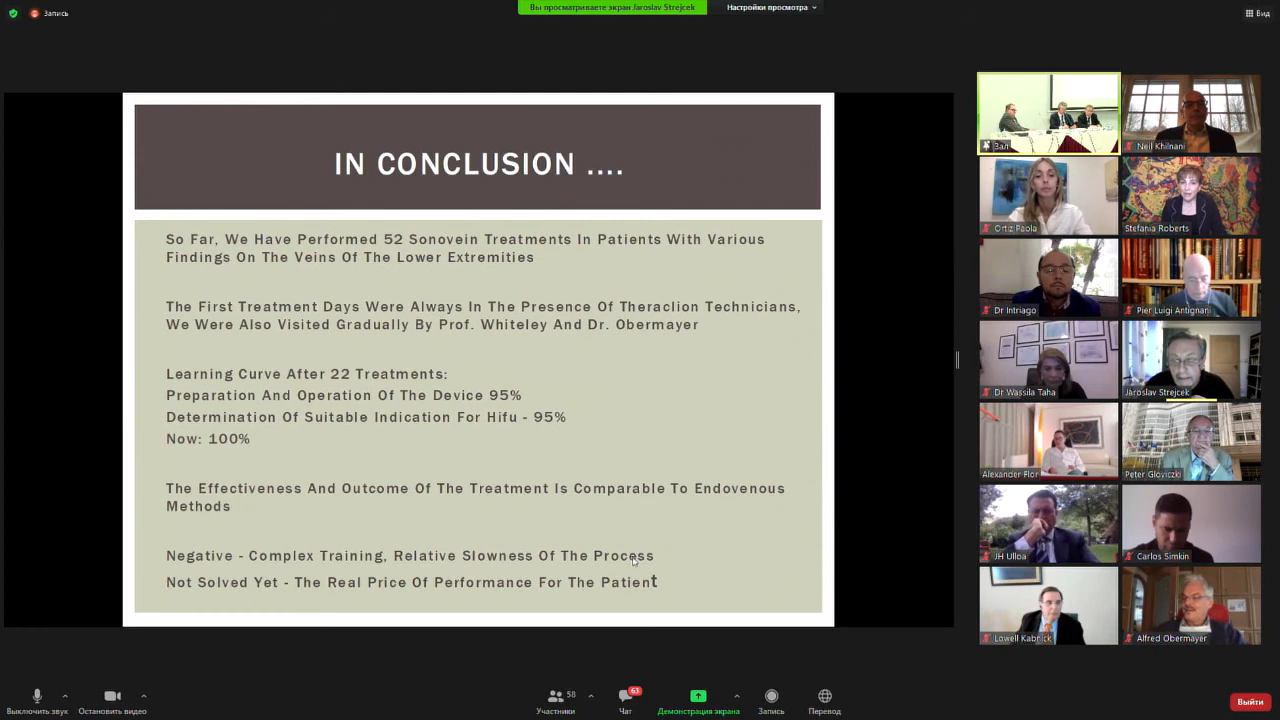 Запись
Вы просматриваете экран Jaroslav Strejcek
Настройки просмотра
Вид
IN CONCLUSION ....
So Far, We Have Performed 52 Sonovein Treatments In Patients With Various
Findings On The Veins Of The Lower Extremities
The First Treatment Days Were Always In The Presence Of Theraclion Technicians,
We Were Also Visited Gradually By Prof. Whiteley And Dr. Obermayer
Learning Curve After 22 Treatments:
Preparation And Operation Of The Device 95%
Determination Of Suitable Indication For Hifu - 95%
Now: 100%
The Effectiveness And Outcome Of The Treatment Is Comparable To Endovenous
Methods
Negative - Complex Training, Relative Slowness Of The Process
Not Solved Yet - The Real Price Of Performance For The Patient
Зал
Neil Khilnani
Ortiz Paola
Stefania Roberts
Dr Intriago
Pier Luigi Antignani
Dr Wassila Taha
Jaroslav Strejcek
Alexander Flor
Peter Gloviczki
JH Ulloa
Carlos Simkin
Lowell Kabnick
Alfred Obermayer
Выключить звук
Остановить видео
58
Участники
63
Чат
Демонстрация экрана
Запись
Перевод
Выйти